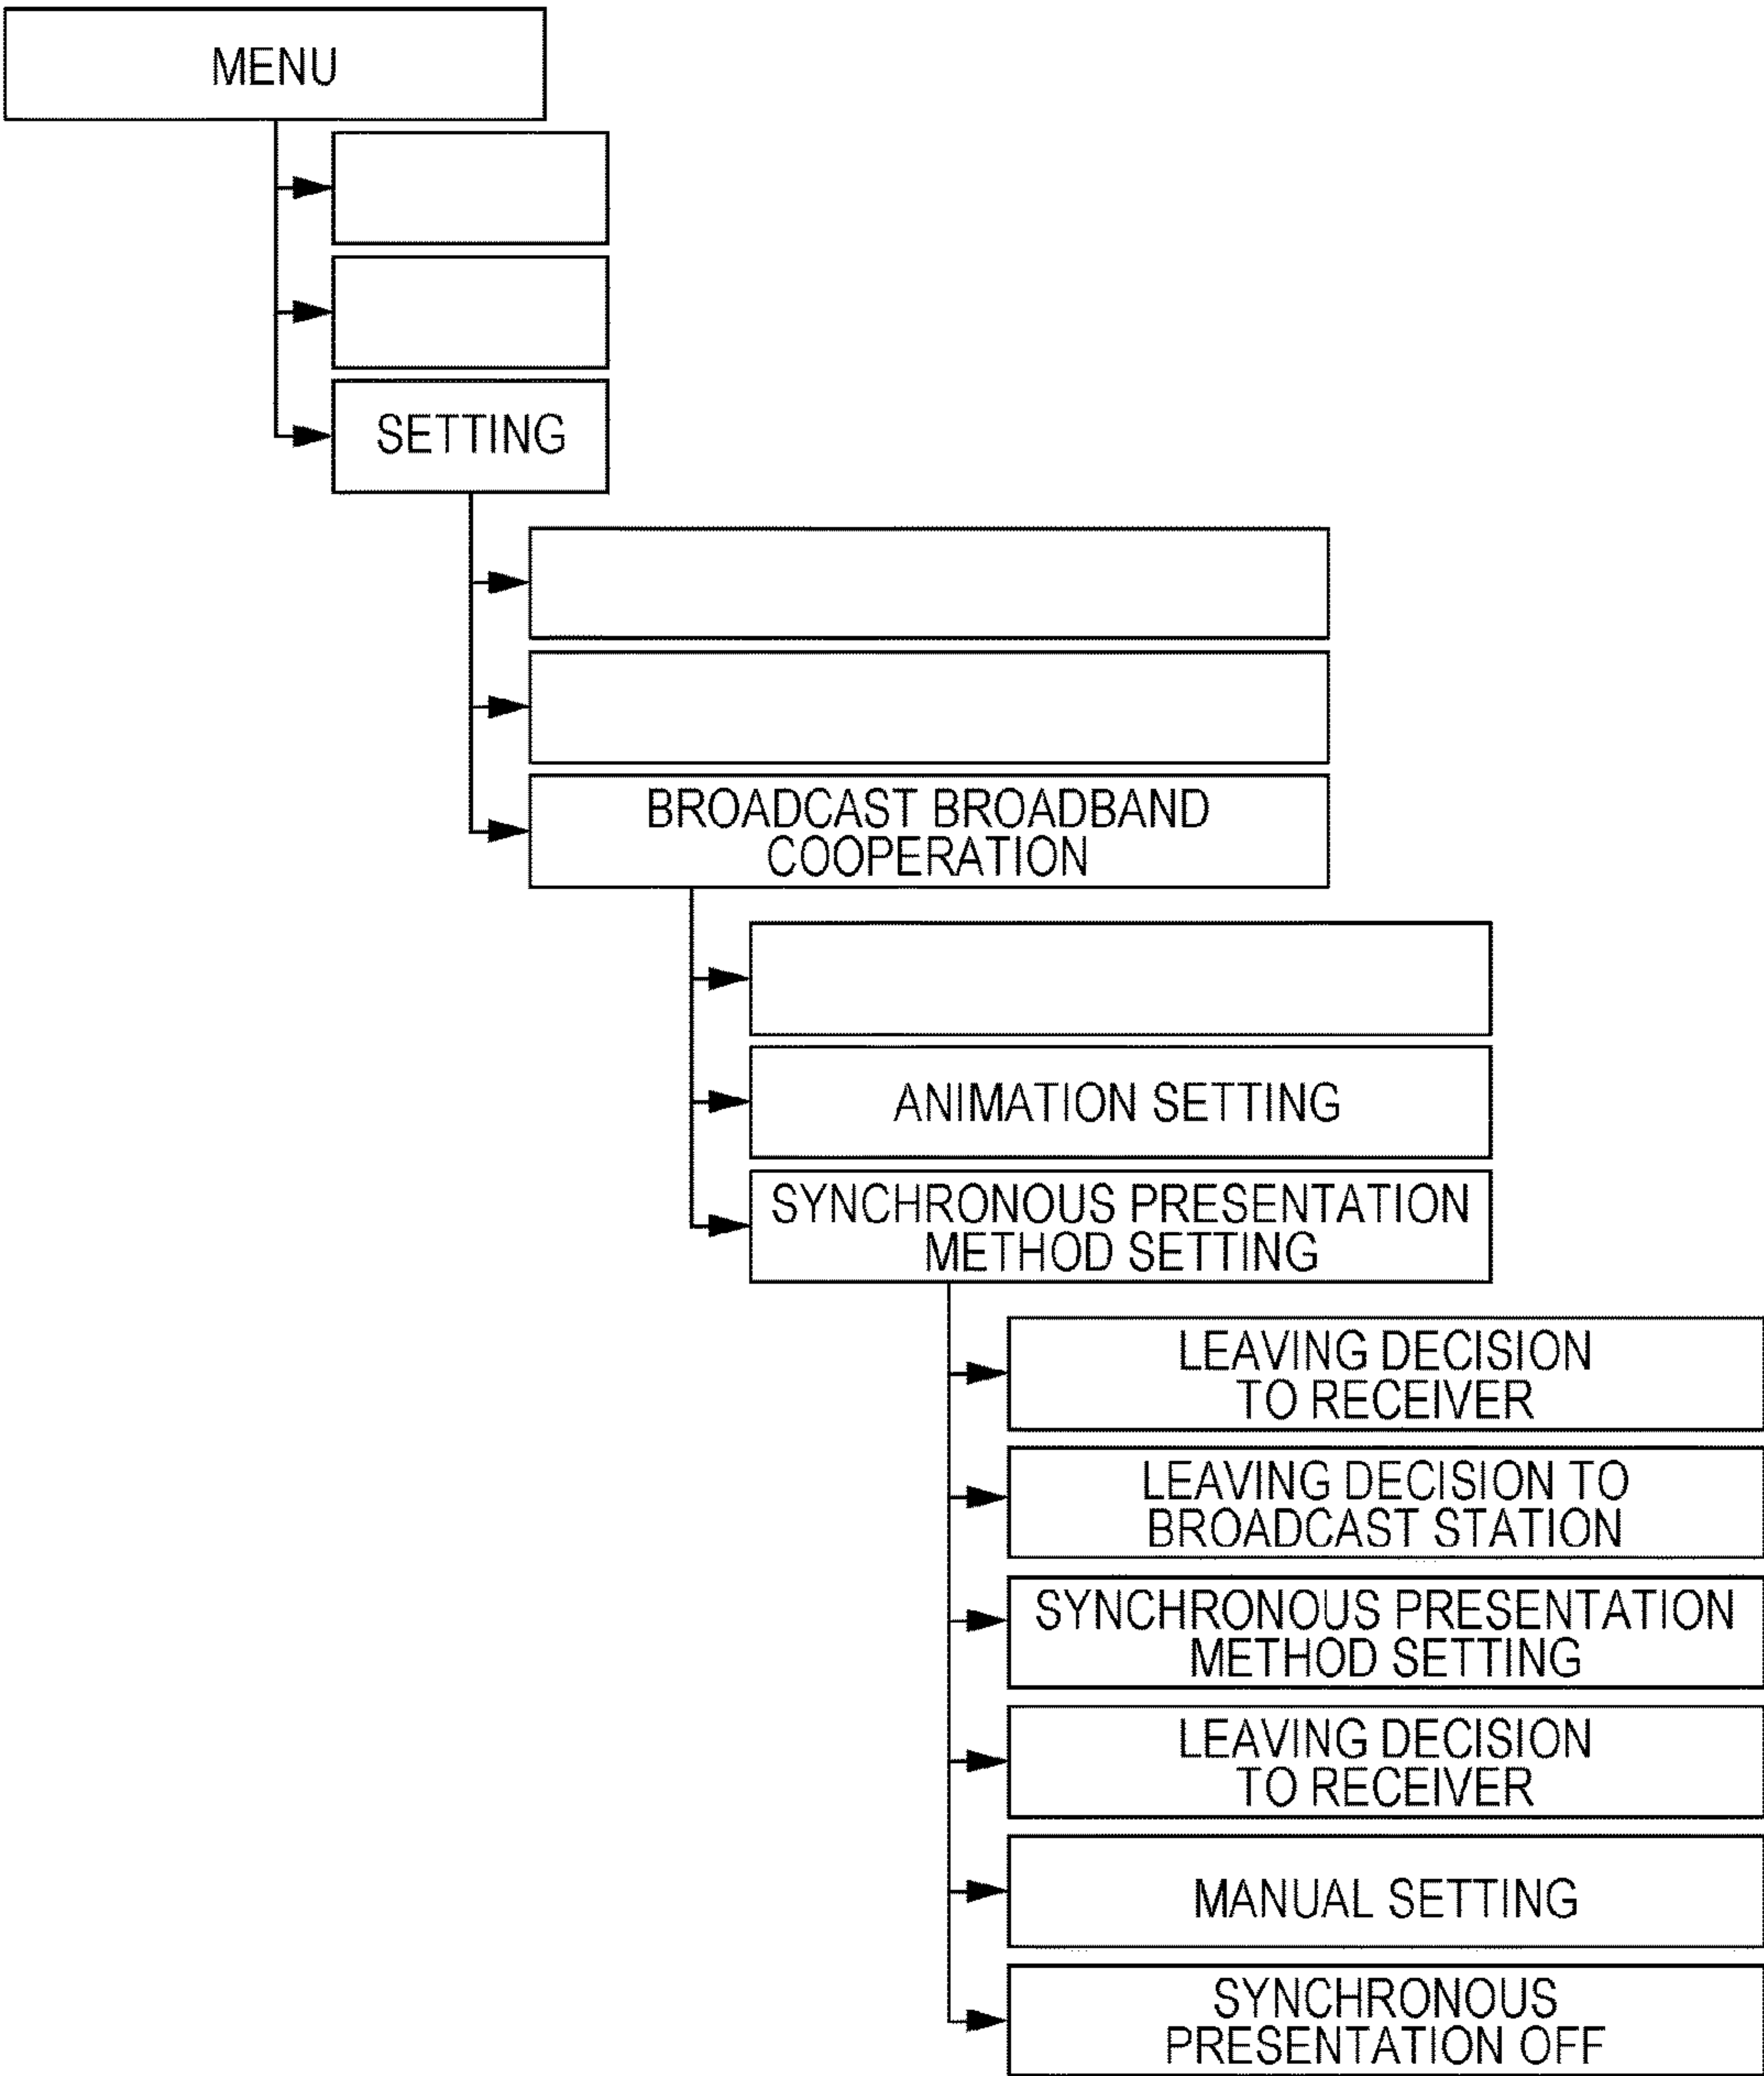 MENU
SETTING
BROADCAST BROADBAND
COOPERATION
ANIMATION SETTING
SYNCHRONOUS PRESENTATION
METHOD SETTING
LEAVING DECISION
TO RECEIVER
LEAVING DECISION TO
BROADCAST STATION
SYNCHRONOUS PRESENTATION
METHOD SETTING
LEAVING DECISION
TO RECEIVER
MANUAL SETTING
SYNCHRONOUS
PRESENTATION OFF